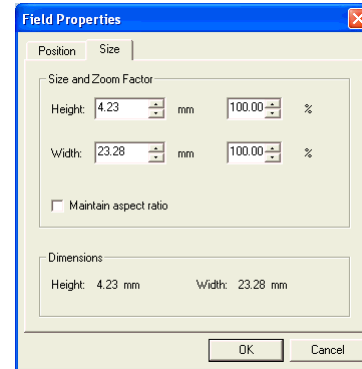 Field Properties
Position Size
Size and Zoom Factor
Height: 4.23 mm 100.00 %
Width: 23.28 mm 100.00 %
Maintain aspect ratio
Dimensions
Height: 4.23 mm Width: 23.28 mm
OK Cancel